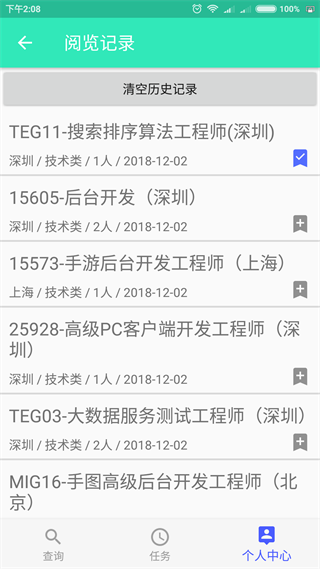 下午2:08
100%
阅览记录
清空历史记录
TEG11-搜索排序算法工程师(深圳)
深圳 / 技术类 / 1人 / 2018-12-02
15605-后台开发（深圳）
深圳 / 技术类 / 2人 / 2018-12-02
15573-手游后台开发工程师（上海）
上海 / 技术类 / 1人 / 2018-12-02
25928-高级PC客户端开发工程师（深
圳）
深圳 / 技术类 / 1人 / 2018-12-02
TEG03-大数据服务测试工程师（深圳）
深圳 / 技术类 / 2人 / 2018-12-02
MIG16-手图高级后台开发工程师（北
京）
查询
任务
个人中心